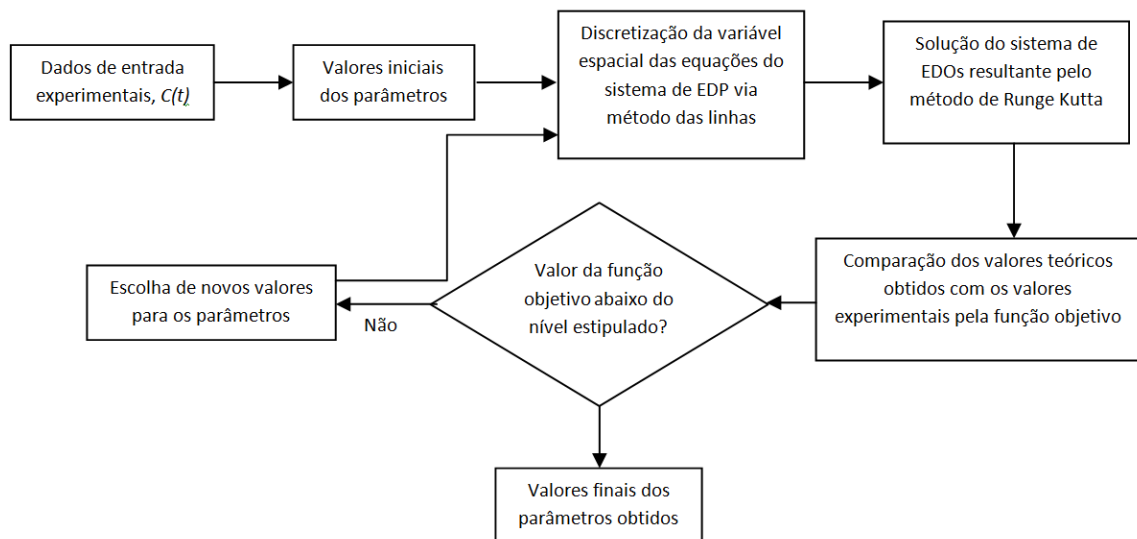 Dados de entrada
experimentais, C(t)
Valores iniciais
dos parâmetros
Discretização da variável
espacial das equações do
sistema de EDP via
método das linhas
Solução do sistema de
EDOs resultante pelo
método de Runge Kutta
Comparação dos valores teóricos
obtidos com os valores
experimentais pela função objetivo
Valor da função
objetivo abaixo do
nível estipulado?
Não
Escolha de novos valores
para os parâmetros
Valores finais dos
parâmetros obtidos